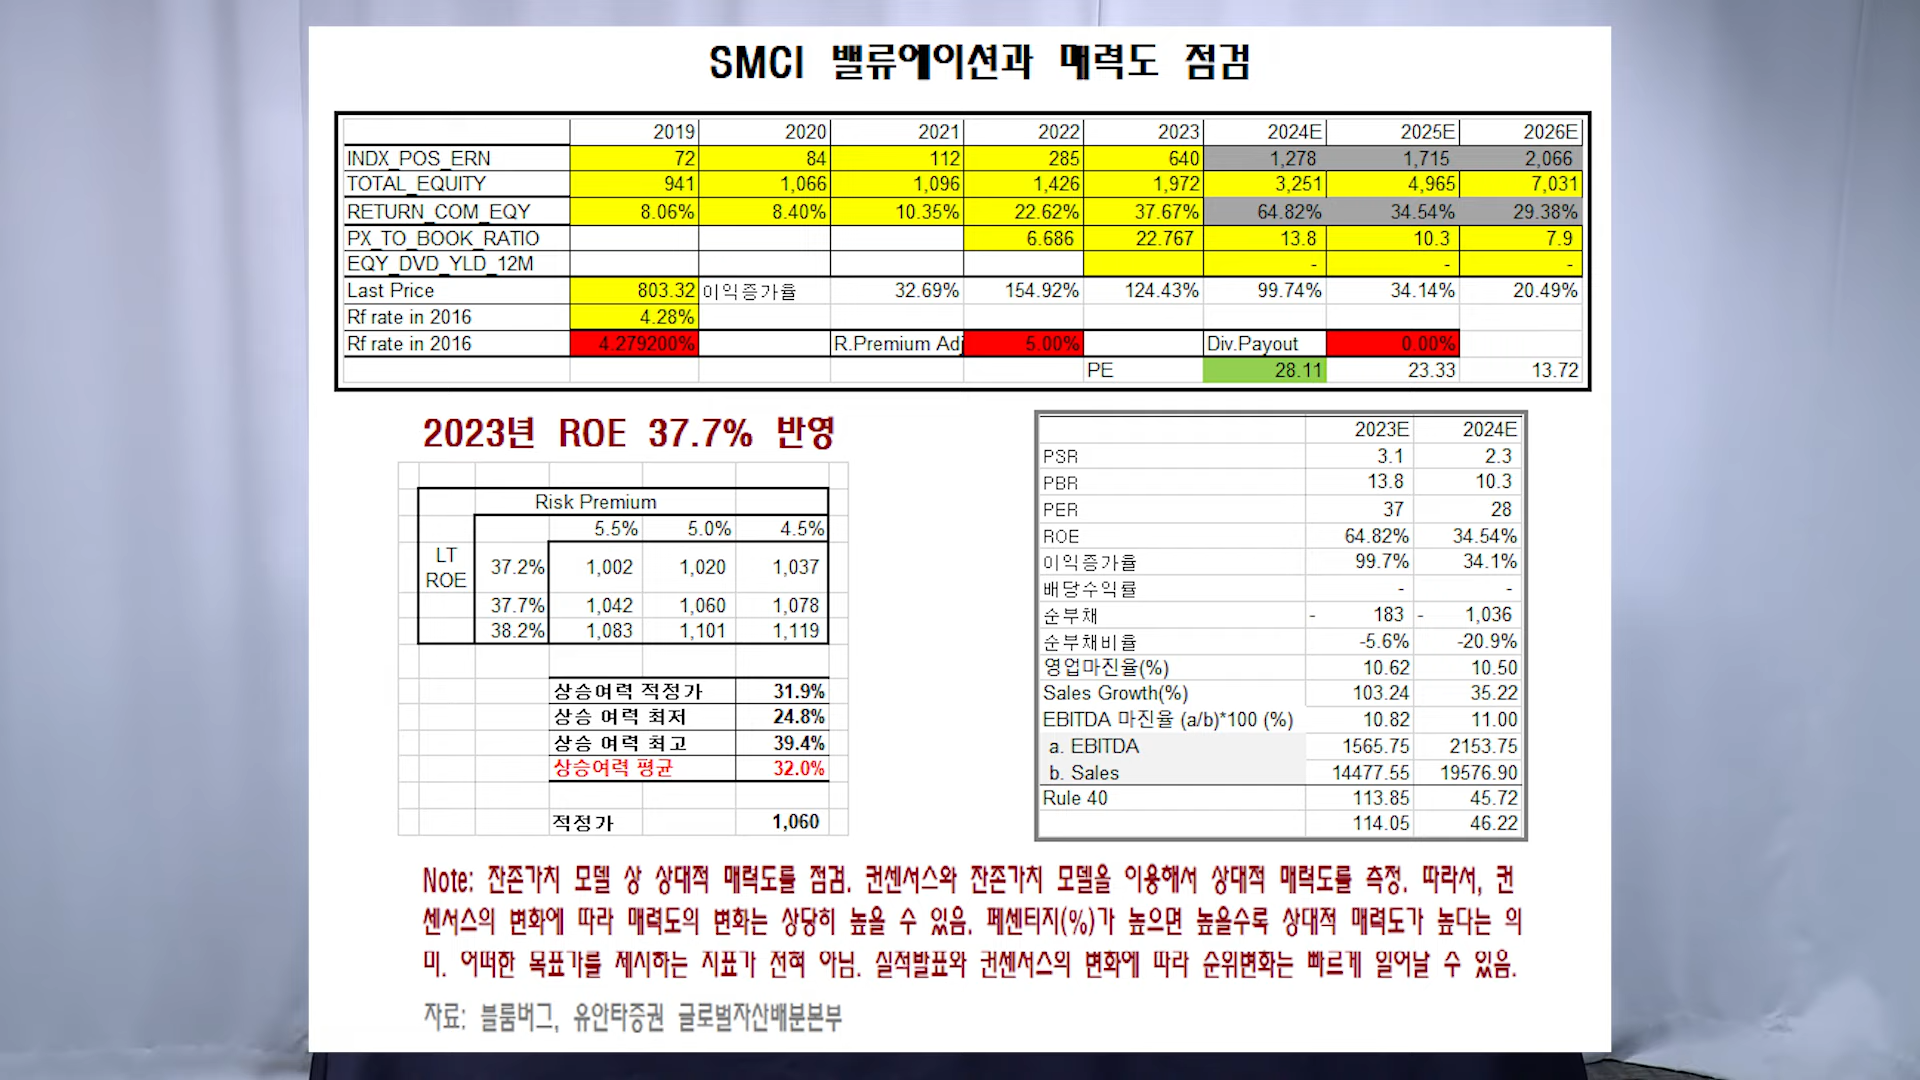 SMCI 밸류에이션과 매력도 점검
2019 2020 2021 2022 2023 2024E 2025E 2026E
INDX_POS_ERN 72 84 112 285 640 1,278 1,715 2,066
TOTAL_EQUITY 941 1,066 1,096 1,426 1,972 3,251 4,965 7,031
RETURN_COM_EQY 8.06% 8.40% 10.35% 22.62% 37.67% 64.82% 34.54% 29.38%
PX_TO_BOOK_RATIO 6.686 22.767 13.8 10.3 7.9
EQY_DVD_YLD_12M - - -
Last Price 803.32 이익증가율 32.69% 154.92% 124.43% 99.74% 34.14% 20.49%
Rf rate in 2016 4.28%
Rf rate in 2016 4.279200% R.Premium Adj 5.00% Div.Payout 0.00%
PE 28.11 23.33 13.72
2023년 ROE 37.7% 반영
Risk Premium
5.5% 5.0% 4.5%
LT ROE
37.2% 1,002 1,020 1,037
37.7% 1,042 1,060 1,078
38.2% 1,083 1,101 1,119
상승여력 적정가 31.9%
상승 여력 최저 24.8%
상승 여력 최고 39.4%
상승여력 평균 32.0%
적정가 1,060
2023E 2024E
PSR 3.1 2.3
PBR 13.8 10.3
PER 37 28
ROE 64.82% 34.54%
이익증가율 99.7% 34.1%
배당수익률 - -
순부채 - 183 - 1,036
순부채비율 -5.6% -20.9%
영업마진율(%) 10.62 10.50
Sales Growth(%) 103.24 35.22
EBITDA 마진율 (a/b)*100 (%) 10.82 11.00
a. EBITDA 1565.75 2153.75
b. Sales 14477.55 19576.90
Rule 40 113.85 45.72
114.05 46.22
Note: 잔존가치 모델 상 상대적 매력도를 점검. 컨센서스와 잔존가치 모델을 이용해서 상대적 매력도를 측정. 따라서, 컨
센서스의 변화에 따라 매력도의 변화는 상당히 높을 수 있음. 페센티지(%)가 높으면 높을수록 상대적 매력도가 높다는 의
미. 어떠한 목표가를 제시하는 지표가 전혀 아님. 실적발표와 컨센서스의 변화에 따라 순위변화는 빠르게 일어날 수 있음.
자료: 블룸버그, 유안타증권 글로벌자산배분본부